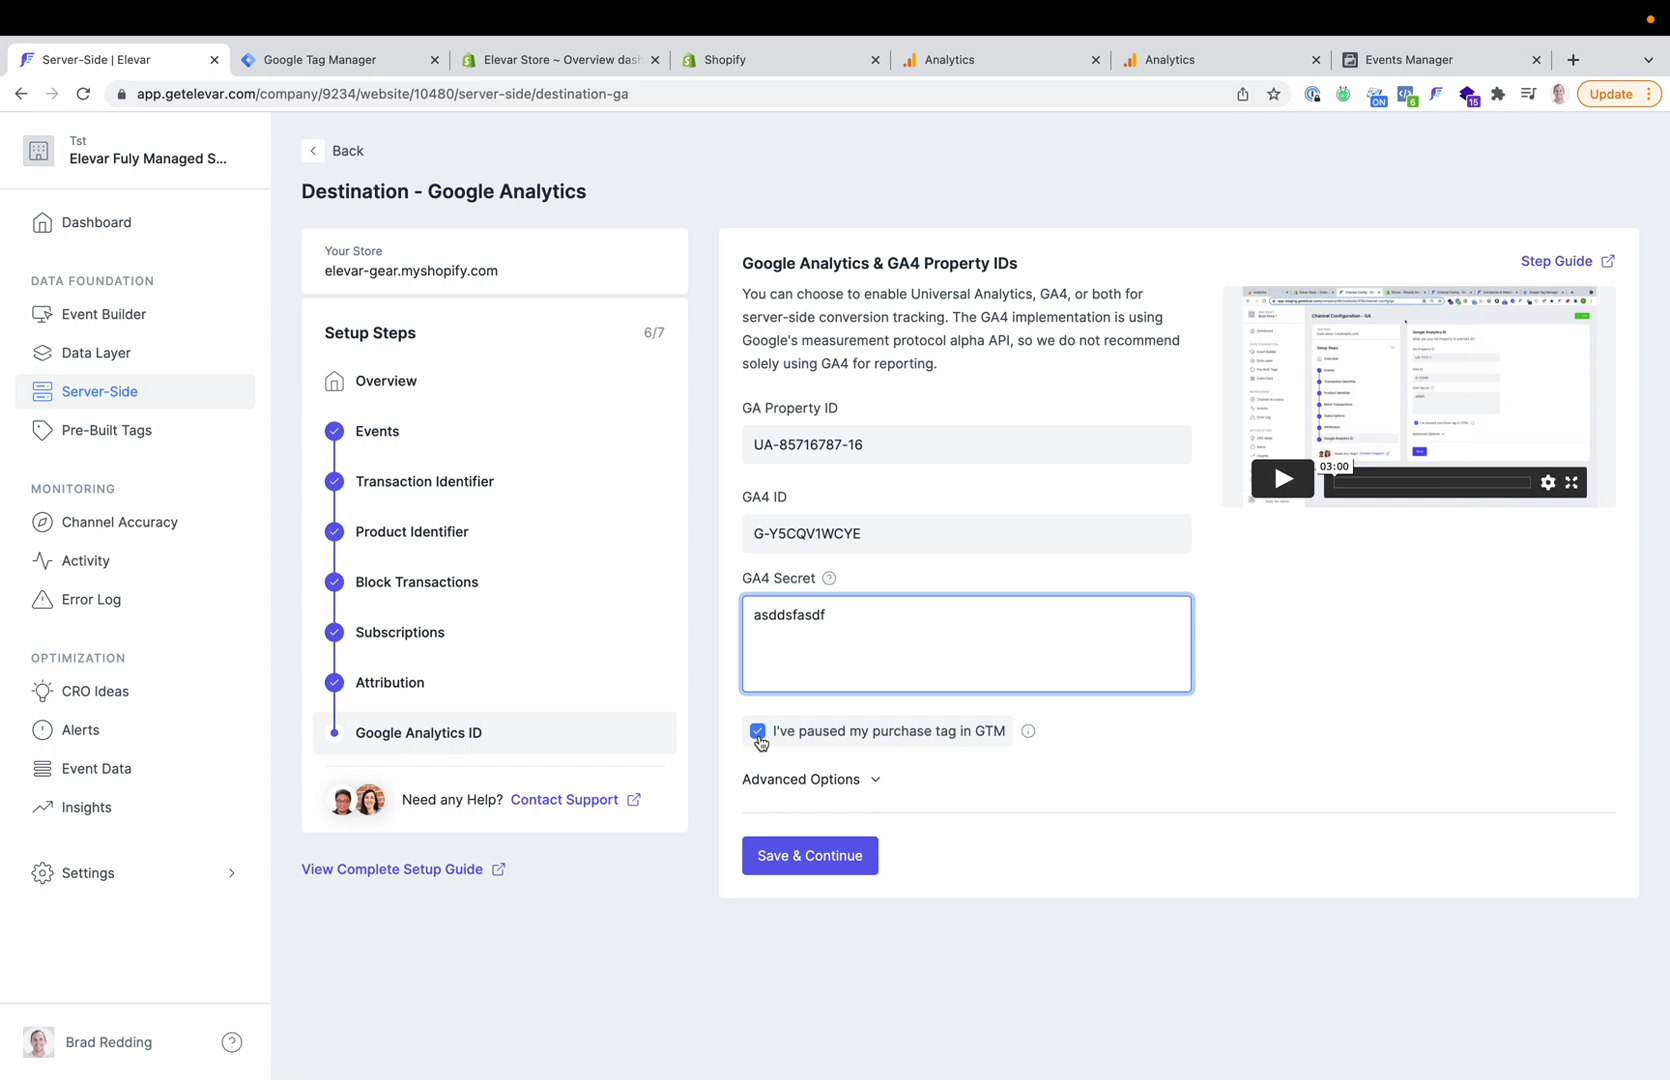 Server-Side | Elevar
Google Tag Manager
Elevar Store ~ Overview das
Shopify
Analytics
Analytics
Events Manager
app.getelevar.com/company/9234/website/10480/server-side/destination-ga
ON
6
15
Update
Tst
Elevar Fuly Managed S...
Dashboard
DATA FOUNDATION
Event Builder
Data Layer
Server-Side
Pre-Built Tags
MONITORING
Channel Accuracy
Activity
Error Log
OPTIMIZATION
CRO Ideas
Alerts
Event Data
Insights
Settings
Brad Redding
Back
Destination - Google Analytics
Your Store
elevar-gear.myshopify.com
Setup Steps 6/7
Overview
Events
Transaction Identifier
Product Identifier
Block Transactions
Subscriptions
Attribution
Google Analytics ID
Need any Help? Contact Support
View Complete Setup Guide
Google Analytics & GA4 Property IDs
Step Guide
You can choose to enable Universal Analytics, GA4, or both for
server-side conversion tracking. The GA4 implementation is using
Google's measurement protocol alpha API, so we do not recommend
solely using GA4 for reporting.
GA Property ID
UA-85716787-16
GA4 ID
G-Y5CQV1WCYE
GA4 Secret
asddsfasdf
I've paused my purchase tag in GTM
Advanced Options
Save & Continue
Channel Configuration - GA
03:00